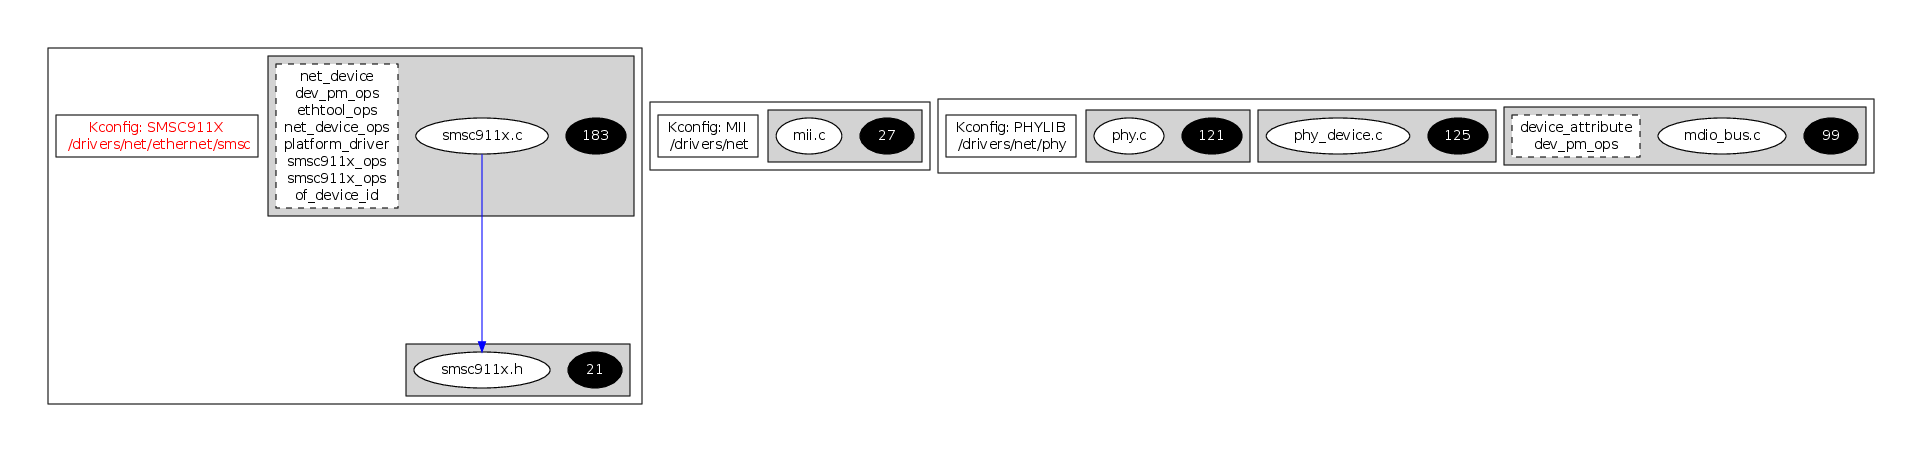 Kconfig: SMSC911X
/drivers/net/ethernet/smsc
net_device
dev_pm_ops
ethtool_ops
net_device_ops
platform_driver
smsc911x_ops
smsc911x_ops
of_device_id
smsc911x.c
183
smsc911x.h
21
Kconfig: MII
/drivers/net
mii.c
27
Kconfig: PHYLIB
/drivers/net/phy
phy.c
121
phy_device.c
125
device_attribute
dev_pm_ops
mdio_bus.c
99